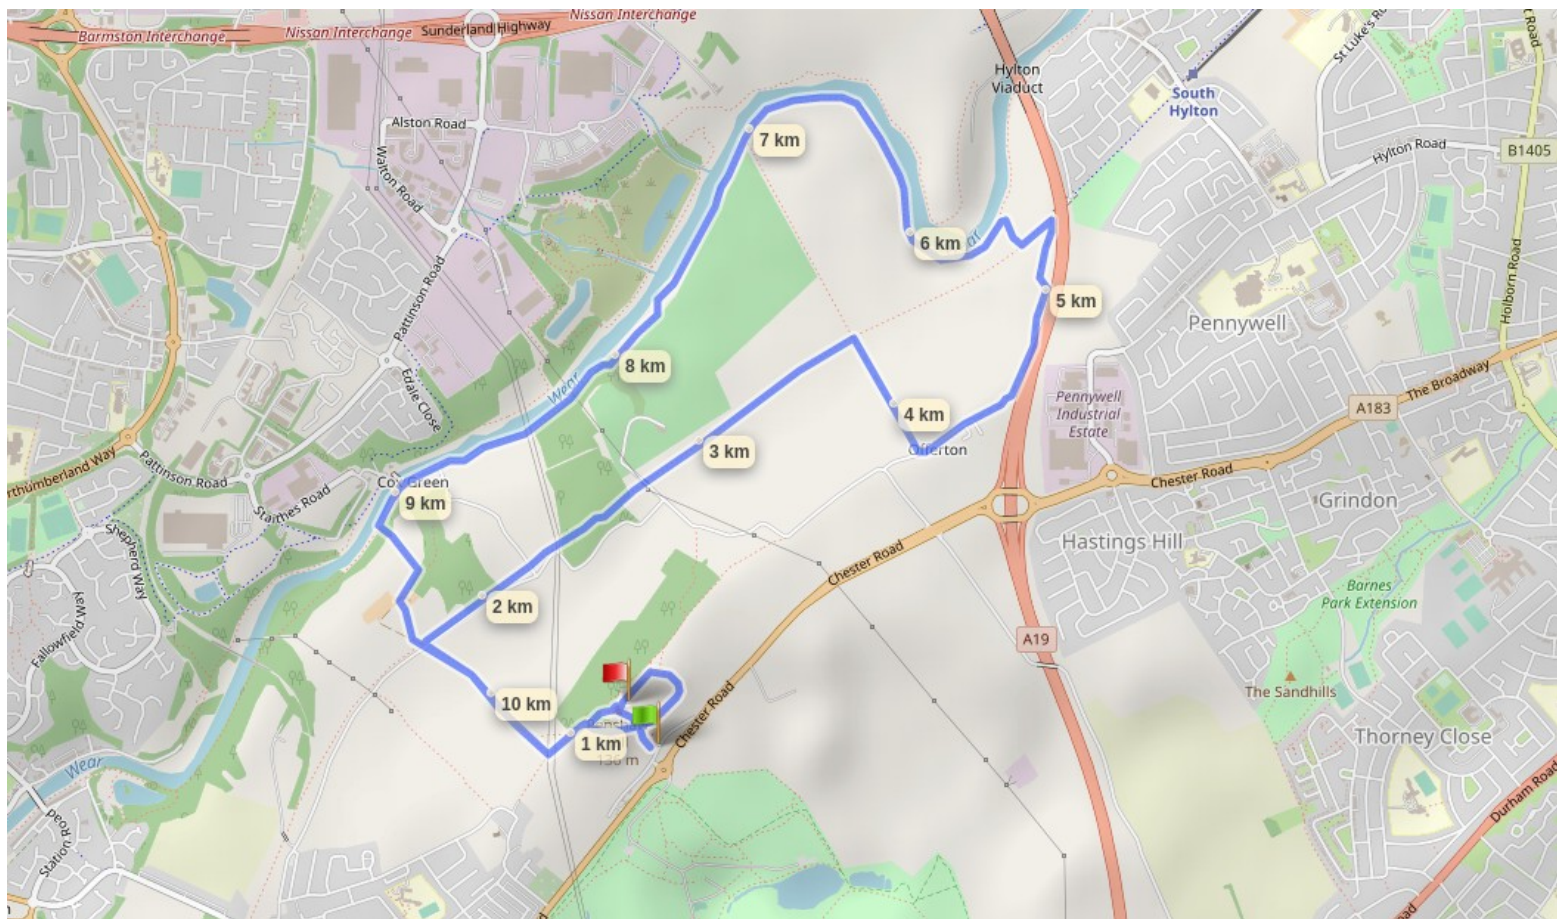 Nissan Interchange
Barmston Interchange
Nissan Interchange
Sunderland Highway
St Luke's
Road
Hylton
Viaduct
South
Hylton
Alston Road
Walton Road
B1405
Hylton Road
7 km
6 km
Holborn Road
Pattinson Road
5 km
Pennywell
8 km
Wear
Edale Close
Pennywell
Industrial
Estate
A183
The Broadway
4 km
Offerton
3 km
rthumberland Way
Pattinson Road
Chester Road
Cox Green
9 km
Staithes Road
Grindon
Shepherd Way
Hastings Hill
Chester Road
Barnes
Park Extension
2 km
Fallowfield Way
A19
10 km
The Sandhills
Chester Road
1 km
Thorney Close
136 m
Wear
Durham Road
Station Road